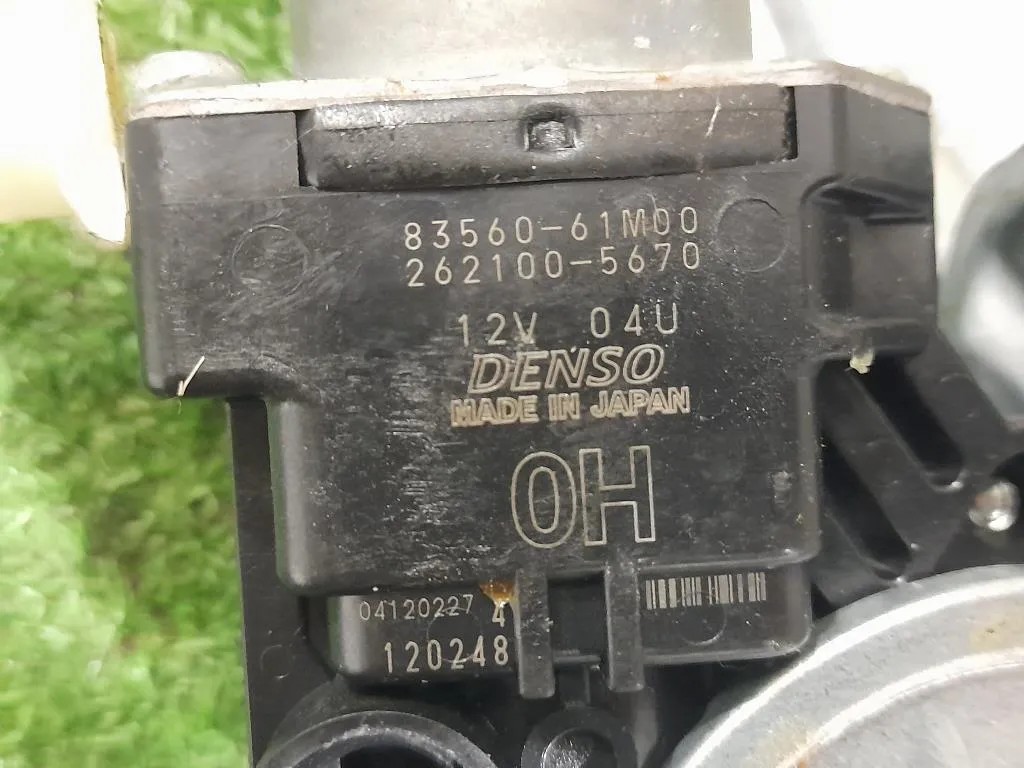 83560-61M00
262100-5670
12V 04U
DENSO
MADE IN JAPAN
0H
04120227 4
120248